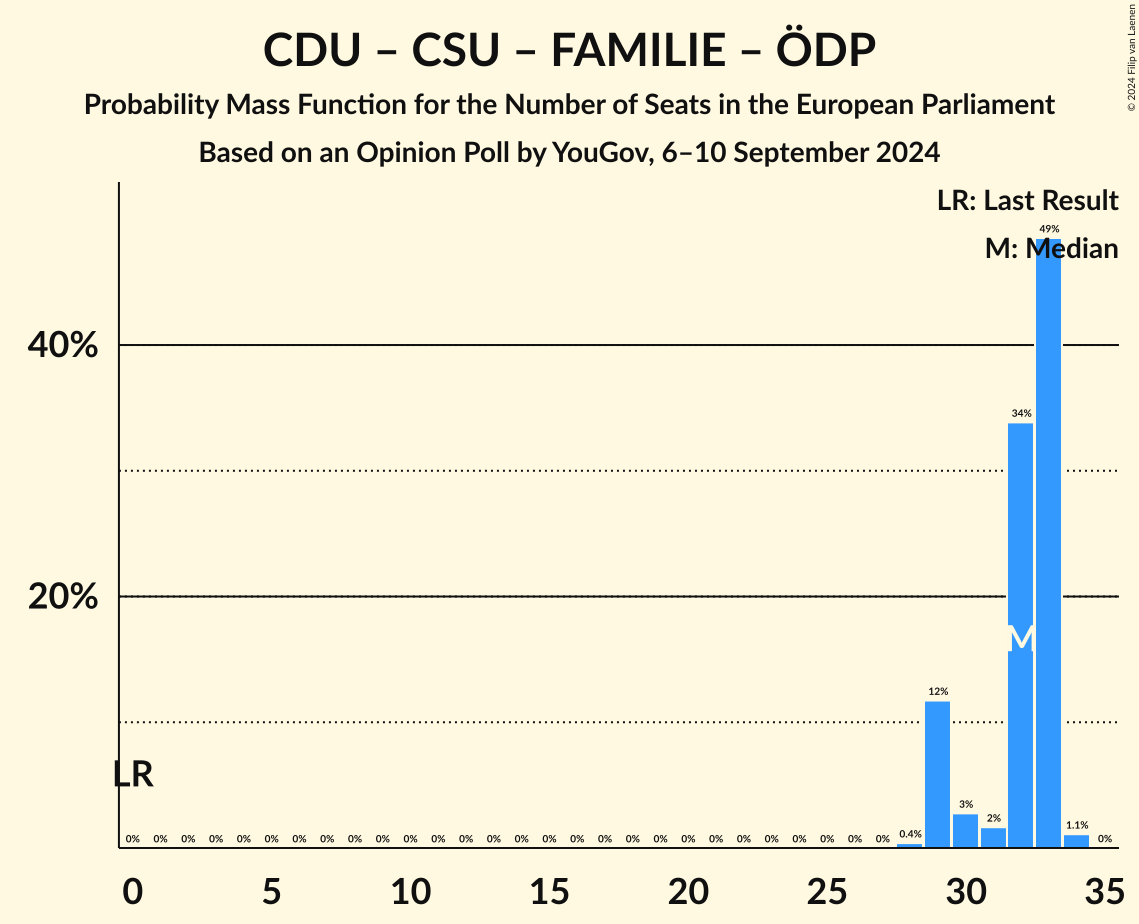 CDU – CSU – FAMILIE – ÖDP
Probability Mass Function for the Number of Seats in the European Parliament
Based on an Opinion Poll by YouGov, 6–10 September 2024
© 2024 Filip van Laenen
LR: Last Result
M: Median
49%
40%
34%
20%
M
12%
LR
0% 0% 0% 0% 0% 0% 0% 0% 0% 0% 0% 0% 0% 0% 0% 0% 0% 0% 0% 0% 0% 0% 0% 0% 0% 0% 0% 0% 0.4% 3% 2% 1.1% 0%
0 5 10 15 20 25 30 35